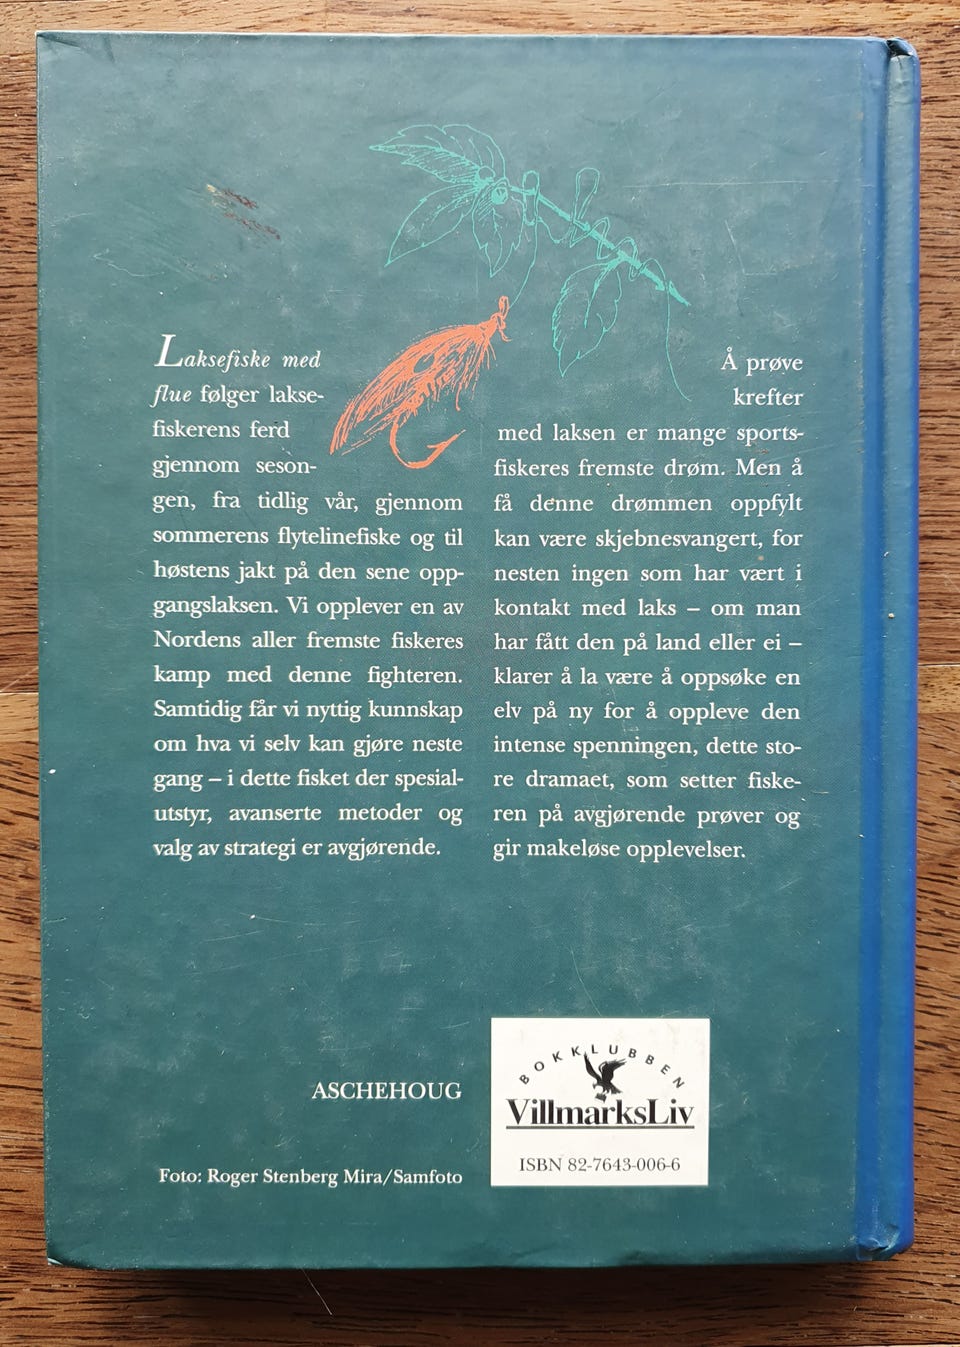 Laksefiske med
flue følger lakse-
fiskerens ferd
gjennom seson-
gen, fra tidlig vår, gjennom
sommerens flytelinefiske og til
høstens jakt på den sene opp-
gangslaksen. Vi opplever en av
Nordens aller fremste fiskeres
kamp med denne fighteren.
Samtidig får vi nyttig kunnskap
om hva vi selv kan gjøre neste
gang – i dette fisket der spesial-
utstyr, avanserte metoder og
valg av strategi er avgjørende.
Å prøve
krefter
med laksen er mange sports-
fiskeres fremste drøm. Men å
få denne drømmen oppfylt
kan være skjebnesvangert, for
nesten ingen som har vært i
kontakt med laks – om man
har fått den på land eller ei –
klarer å la være å oppsøke en
elv på ny for å oppleve den
intense spenningen, dette sto-
re dramaet, som setter fiske-
ren på avgjørende prøver og
gir makeløse opplevelser.
ASCHEHOUG
Foto: Roger Stenberg Mira/Samfoto
BOKKLUBBEN
VillmarksLiv
ISBN 82-7643-006-6